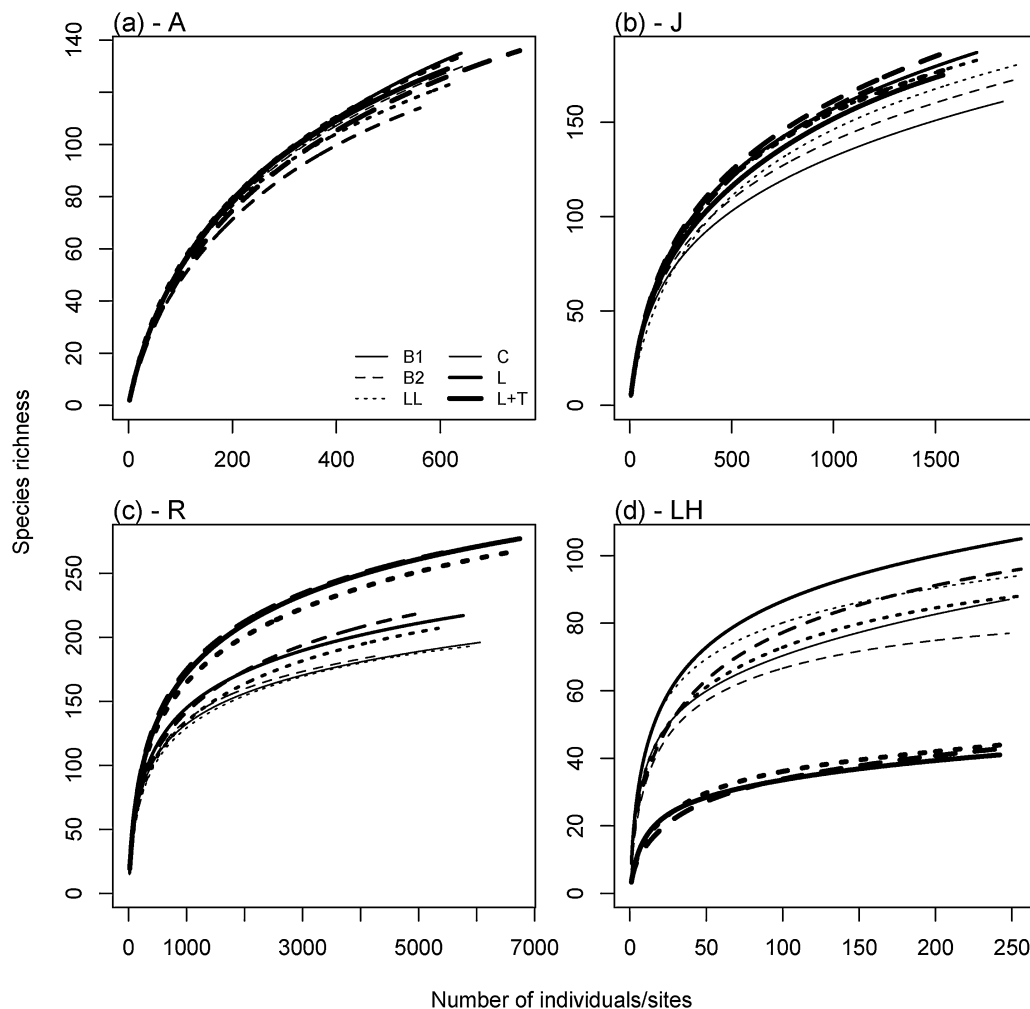 (a) - A
(b) - J
140
100
80
60
40
20
0
0 200 400 600
B1 C
B2 L
LL L+T
150
100
50
0
0 500 1000 1500
Species richness
(c) - R
(d) - LH
250
200
150
100
50
0
0 1000 3000 5000 7000
100
80
60
40
20
0
0 50 100 150 200 250
Number of individuals/sites